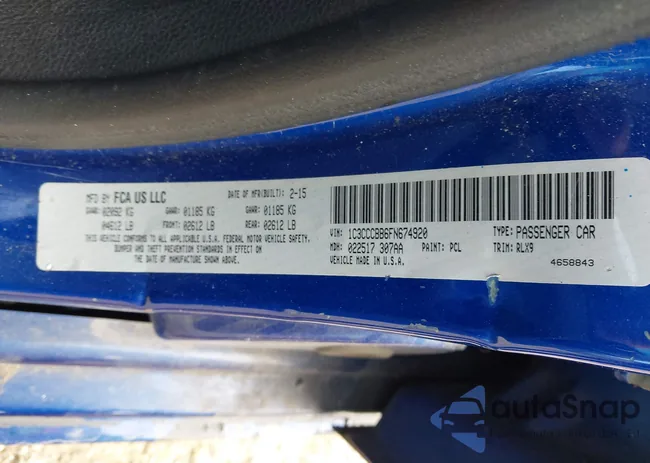 MFD BY FCA US LLC DATE OF MFR(BUILT) 2-15
GVWR: 02092 KG GAWR: 01185 KG GAWR: 01185 KG
04612 LB FRONT: 02612 LB REAR: 02612 LB
THIS VEHICLE CONFORMS TO ALL APPLICABLE U.S.A. FEDERAL MOTOR VEHICLE SAFETY,
BUMPER AND THEFT PREVENTION STANDARDS IN EFFECT ON
THE DATE OF MANUFACTURE SHOWN ABOVE.
VIN: 1C3CCCBB6FN674920 TYPE: PASSENGER CAR
MDH: 022517 307AA PAINT: PCL TRIM: RLX9
VEHICLE MADE IN U.S.A. 4658843
autoSnap